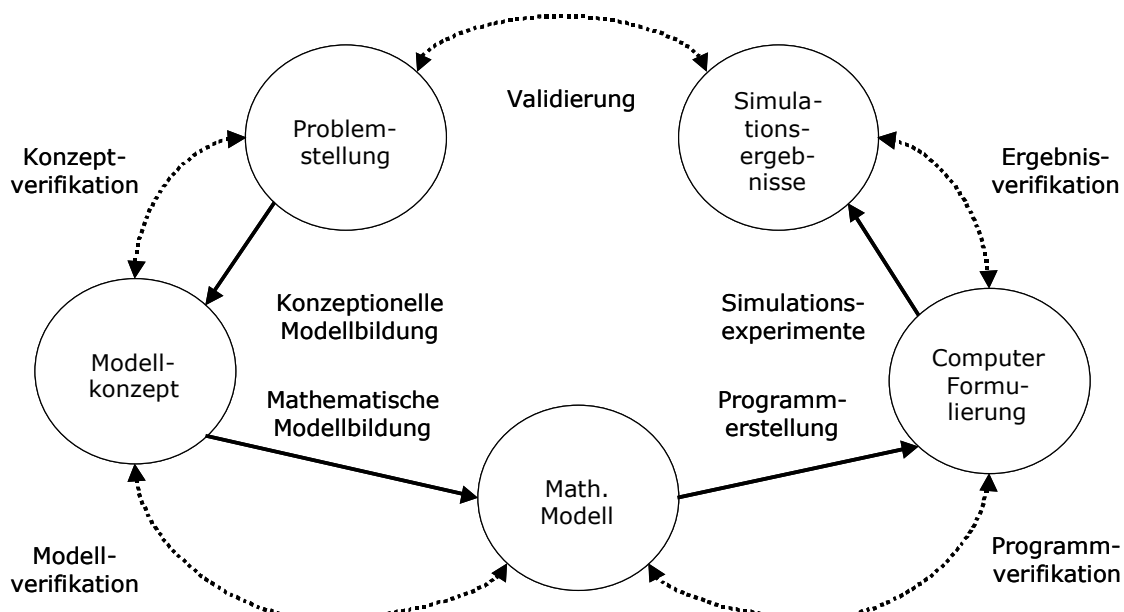 Validierung
Problem-
stellung
Simula-
tions-
ergeb-
nisse
Konzept-
verifikation
Ergebnis-
verifikation
Konzeptionelle
Modellbildung
Simulations-
experimente
Modell-
konzept
Computer
Formu-
lierung
Mathematische
Modellbildung
Programm-
erstellung
Math.
Modell
Modell-
verifikation
Programm-
verifikation